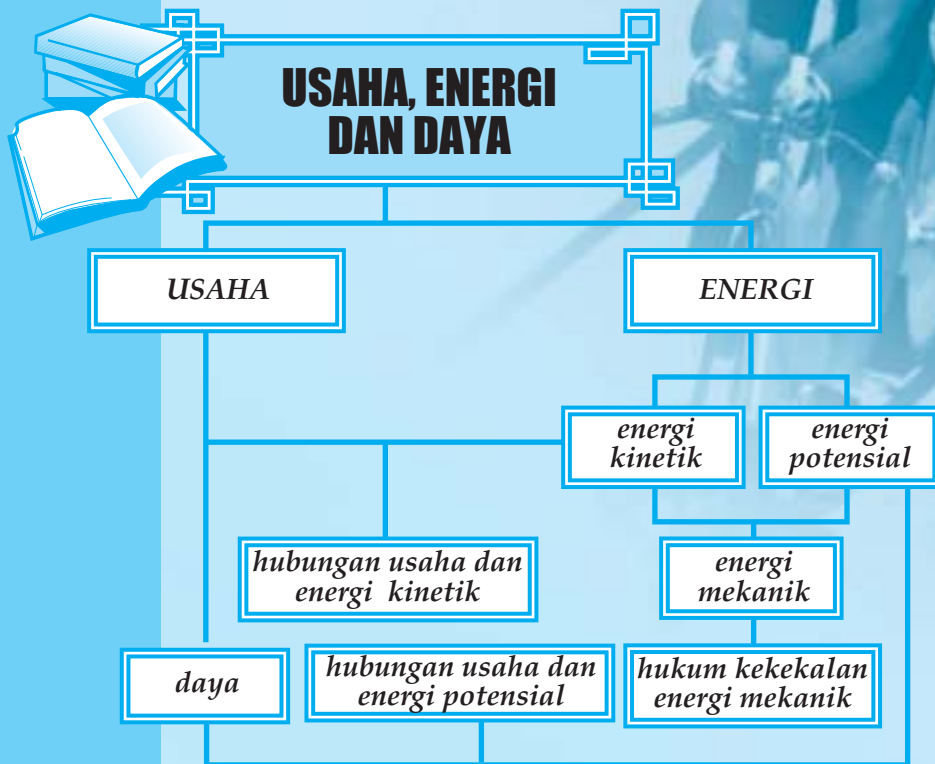 USAHA, ENERGI
DAN DAYA
USAHA
ENERGI
energi
kinetik
energi
potensial
hubungan usaha dan
energi kinetik
energi
mekanik
daya
hubungan usaha dan
energi potensial
hukum kekekalan
energi mekanik